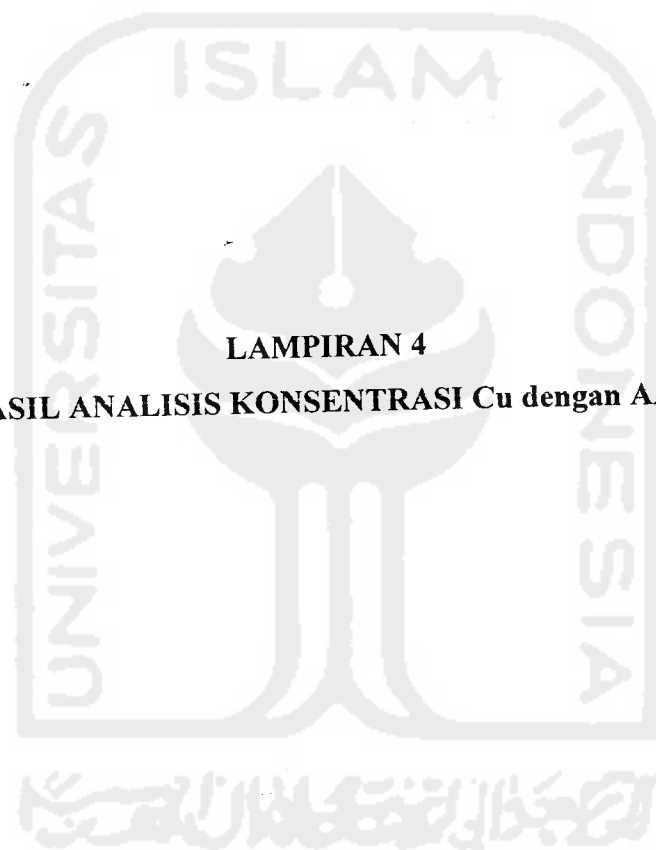 ISLAM
UNIVERSITAS
INDONESIA
LAMPIRAN 4
ASIL ANALISIS KONSENTRASI Cu dengan A